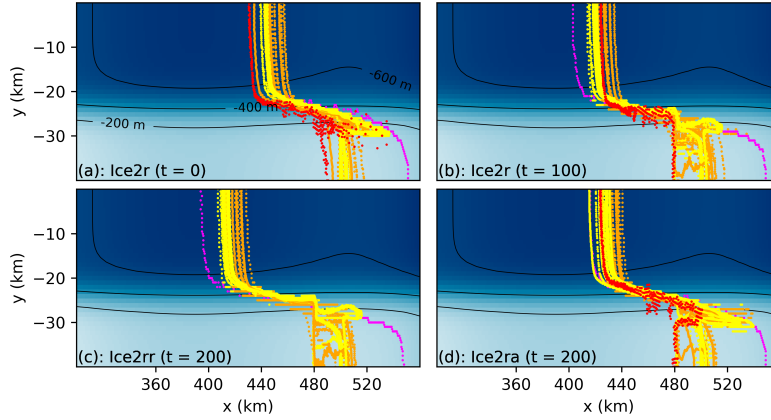 −10
−20
−30
y (km)
-600 m
-400 m
-200 m
(a): Ice2r (t = 0)
(b): Ice2r (t = 100)
−10
−20
−30
y (km)
(c): Ice2rr (t = 200)
(d): Ice2ra (t = 200)
360 400 440 480 520
360 400 440 480 520
x (km)
x (km)